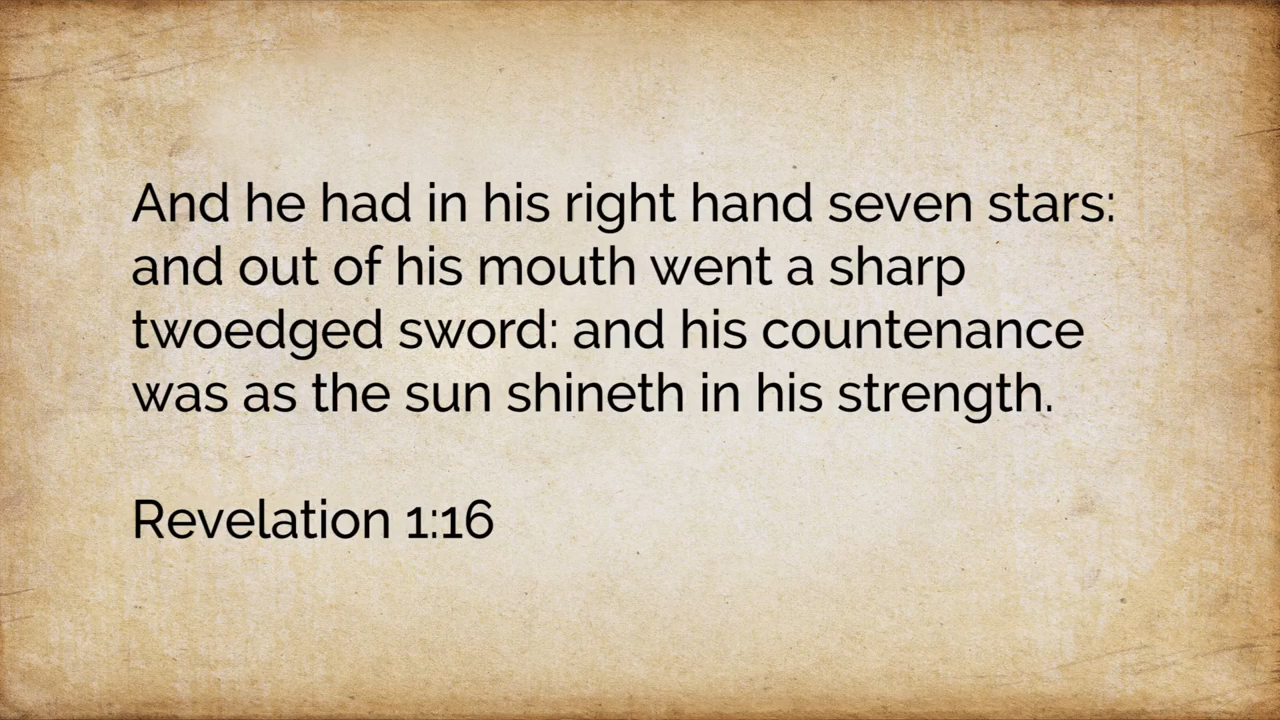 And he had in his right hand seven stars:
and out of his mouth went a sharp
twoedged sword: and his countenance
was as the sun shineth in his strength.
Revelation 1:16